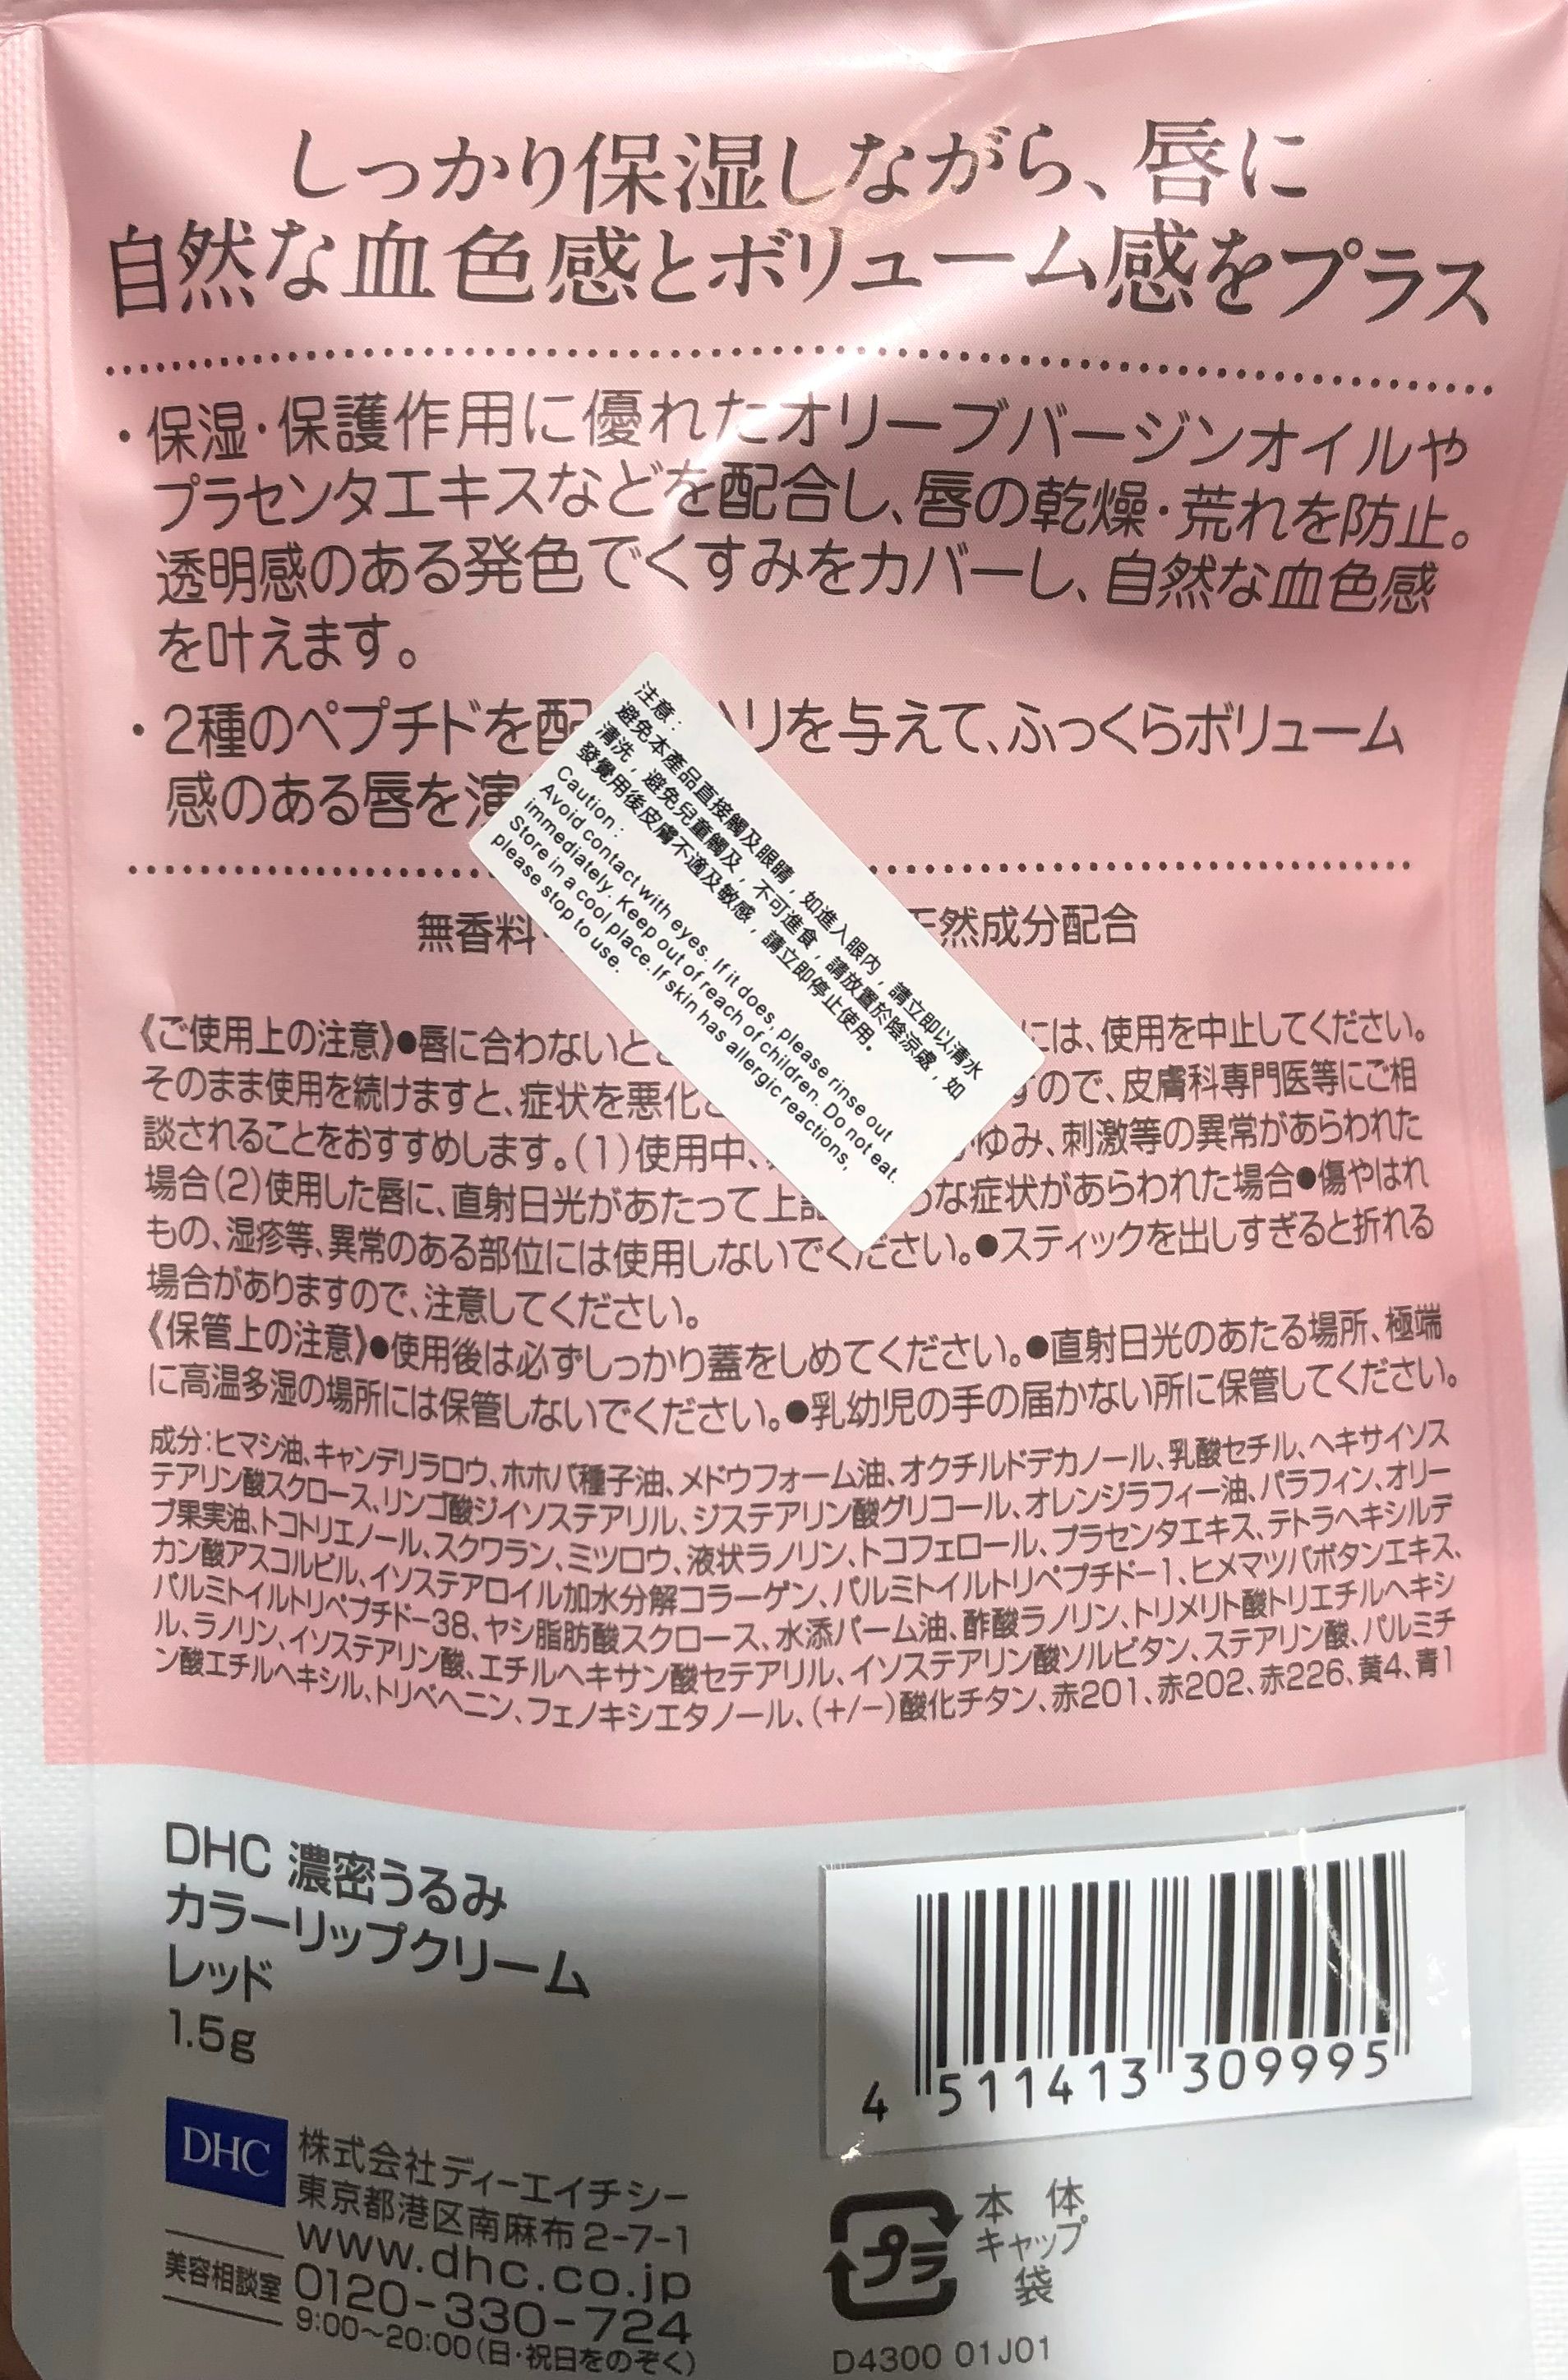 しっかり保湿しながら、唇に
自然な血色感とボリューム感をプラス
・保湿・保護作用に優れたオリーブバージンオイルや
プラセンタエキスなどを配合し、唇の乾燥・荒れを防止。
透明感のある発色でくすみをカバーし、自然な血色感
を叶えます。
・2種のペプチドを配
リを与えて、ふっくらボリューム
感のある唇を演
注意：
避免本產品直接觸及眼睛，如進入眼內，請立即以清水
清洗，避免兒童觸及，不可進食，請放置於陰涼處，如
發覺用後皮膚不適及敏感，請立即停止使用。
Caution :
Avoid contact with eyes. If it does, please rinse out
immediately. Keep out of reach of children. Do not eat.
Store in a cool place.If skin has allergic reactions,
please stop to use.
無香料
天然成分配合
《ご使用上の注意》●唇に合わないと
には、使用を中止してください。
そのまま使用を続けますと、症状を悪化
すので、皮膚科専門医等にご相
談されることをおすすめします。(1)使用中、
ゆみ、刺激等の異常があらわれた
場合(2)使用した唇に、直射日光があたって上記
うな症状があらわれた場合●傷やはれ
もの、湿疹等、異常のある部位には使用しないでください。●スティックを出しすぎると折れる
場合がありますので、注意してください。
《保管上の注意》●使用後は必ずしっかり蓋をしめてください。●直射日光のあたる場所、極端
に高温多湿の場所には保管しないでください。●乳幼児の手の届かない所に保管してください。
成分：ヒマシ油、キャンデリラロウ、ホホバ種子油、メドウフォーム油、オクチルドデカノール、乳酸セチル、ヘキサイソス
テアリン酸スクロース、リンゴ酸ジイソステアリル、ジステアリン酸グリコール、オレンジラフィー油、パラフィン、オリー
ブ果実油、トコトリエノール、スクワラン、ミツロウ、液状ラノリン、トコフェロール、プラセンタエキス、テトラヘキシルデ
カン酸アスコルビル、イソステアロイル加水分解コラーゲン、パルミトイルトリペプチド-1、ヒメマツバボタンエキス、
パルミトイルトリペプチド-38、ヤシ脂肪酸スクロース、水添パーム油、酢酸ラノリン、トリメリト酸トリエチルヘキシ
ル、ラノリン、イソステアリン酸、エチルヘキサン酸セテアリル、イソステアリン酸ソルビタン、ステアリン酸、パルミチ
ン酸エチルヘキシル、トリベヘニン、フェノキシエタノール、(+/-)酸化チタン、赤201、赤202、赤226、黄4、青1
DHC 濃密うるみ
カラーリップクリーム
レッド
1.5g
4 511413 309995
DHC 株式会社ディーエイチシー
東京都港区南麻布2-7-1
www.dhc.co.jp
美容相談室 0120-330-724
9:00〜20:00(日・祝日をのぞく)
プラ
本体
キャップ
袋
D4300 01J01